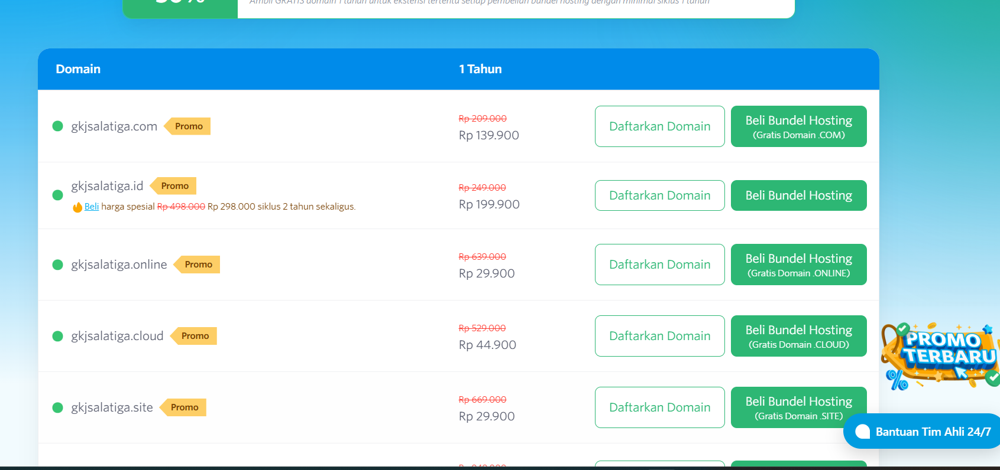 Ambil GRATIS domain 1 tahun untuk ekstensi tertentu setiap pembelian bundel hosting dengan minimal siklus 1 tahun
Domain
1 Tahun
gkjsalatiga.com
Promo
Rp 209.000
Rp 139.900
Daftarkan Domain
Beli Bundel Hosting
(Gratis Domain .COM)
gkjsalatiga.id
Promo
Beli harga spesial Rp 498.000 Rp 298.000 siklus 2 tahun sekaligus.
Rp 249.000
Rp 199.900
Daftarkan Domain
Beli Bundel Hosting
gkjsalatiga.online
Promo
Rp 639.000
Rp 29.900
Daftarkan Domain
Beli Bundel Hosting
(Gratis Domain .ONLINE)
gkjsalatiga.cloud
Promo
Rp 529.000
Rp 44.900
Daftarkan Domain
Beli Bundel Hosting
(Gratis Domain .CLOUD)
PROMO
TERBARU
%
gkjsalatiga.site
Promo
Rp 669.000
Rp 29.900
Daftarkan Domain
Beli Bundel Hosting
(Gratis Domain .SITE)
Bantuan Tim Ahli 24/7